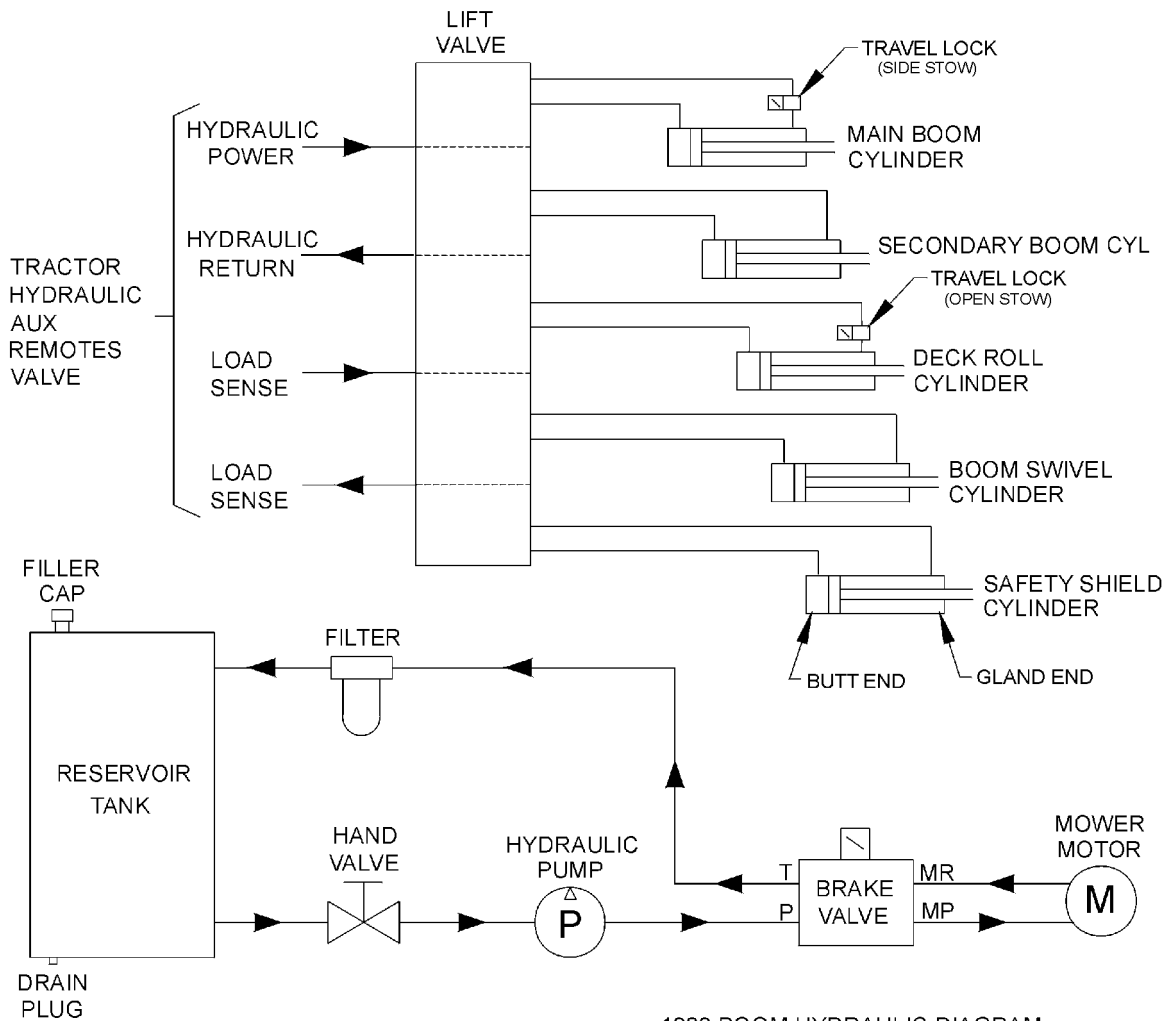 LIFT
VALVE
TRAVEL LOCK
(SIDE STOW)
HYDRAULIC
POWER
MAIN BOOM
CYLINDER
HYDRAULIC
RETURN
SECONDARY BOOM CYL
TRACTOR
HYDRAULIC
AUX
REMOTES
VALVE
TRAVEL LOCK
(OPEN STOW)
LOAD
SENSE
DECK ROLL
CYLINDER
LOAD
SENSE
BOOM SWIVEL
CYLINDER
SAFETY SHIELD
CYLINDER
BUTT END
GLAND END
FILLER
CAP
FILTER
RESERVOIR
TANK
HAND
VALVE
HYDRAULIC
PUMP
P
T
P
BRAKE
VALVE
MR
MP
MOWER
MOTOR
M
DRAIN
PLUG
BOOM HYDRAULIC DIAGRAM